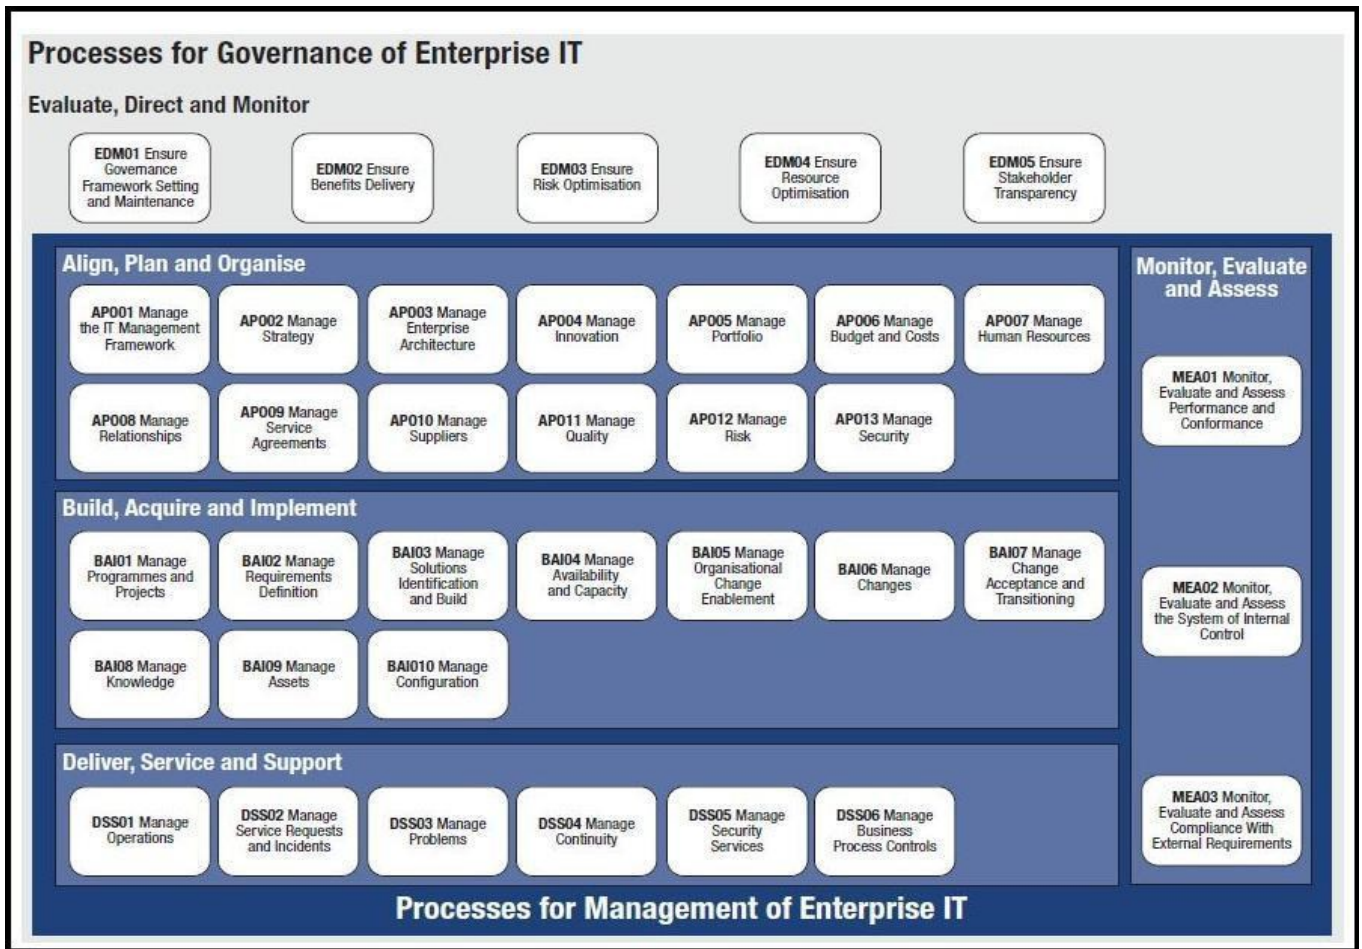 Processes for Governance of Enterprise IT
Evaluate, Direct and Monitor
EDM01 Ensure
Governance
Framework Setting
and Maintenance
EDM02 Ensure
Benefits Delivery
EDM03 Ensure
Risk Optimisation
EDM04 Ensure
Resource
Optimisation
EDM05 Ensure
Stakeholder
Transparency
Align, Plan and Organise
AP001 Manage
the IT Management
Framework
AP002 Manage
Strategy
AP003 Manage
Enterprise
Architecture
AP004 Manage
Innovation
AP005 Manage
Portfolio
AP006 Manage
Budget and Costs
AP007 Manage
Human Resources
AP008 Manage
Relationships
AP009 Manage
Service
Agreements
AP010 Manage
Suppliers
AP011 Manage
Quality
AP012 Manage
Risk
AP013 Manage
Security
Build, Acquire and Implement
BAI01 Manage
Programmes and
Projects
BAI02 Manage
Requirements
Definition
BAI03 Manage
Solutions
Identification
and Build
BAI04 Manage
Availability
and Capacity
BAI05 Manage
Organisational
Change
Enablement
BAI06 Manage
Changes
BAI07 Manage
Change
Acceptance and
Transitioning
BAI08 Manage
Knowledge
BAI09 Manage
Assets
BAI010 Manage
Configuration
Deliver, Service and Support
DSS01 Manage
Operations
DSS02 Manage
Service Requests
and Incidents
DSS03 Manage
Problems
DSS04 Manage
Continuity
DSS05 Manage
Security
Services
DSS06 Manage
Business
Process Controls
Monitor, Evaluate
and Assess
MEA01 Monitor,
Evaluate and Assess
Performance and
Conformance
MEA02 Monitor,
Evaluate and Assess
the System of Internal
Control
MEA03 Monitor,
Evaluate and Assess
Compliance With
External Requirements
Processes for Management of Enterprise IT